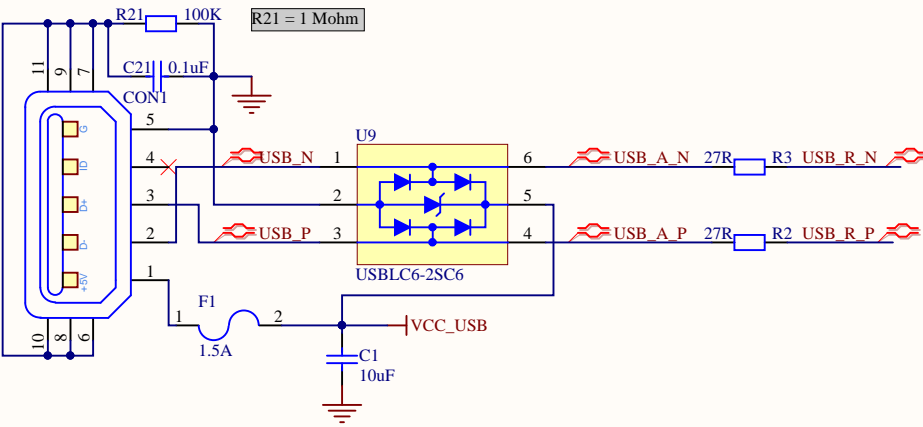 R21 100K
R21 = 1 Mohm
C21 0.1uF
CON1
11
9
7
G
ID
D+
D-
+5V
5
4
3
2
1
10
8
6
U9
USB_N 1
2
USB_P 3
6
5
4
USBLC6-2SC6
USB_A_N 27R R3 USB_R_N
USB_A_P 27R R2 USB_R_P
F1
1 2
1.5A
VCC_USB
C1
10uF